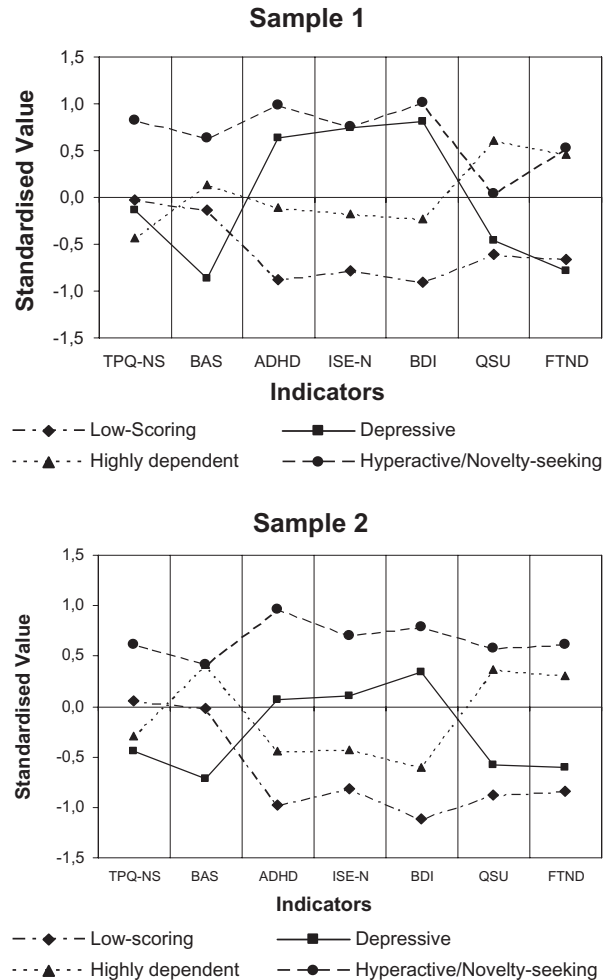 Sample 1
1,5
1,0
0,5
0,0
-0,5
-1,0
-1,5
Standardised Value
TPQ-NS BAS ADHD ISE-N BDI QSU FTND
Indicators
Low-Scoring Depressive
Highly dependent Hyperactive/Novelty-seeking
Sample 2
1,5
1,0
0,5
0,0
-0,5
-1,0
-1,5
Standardised Value
TPQ-NS BAS ADHD ISE-N BDI QSU FTND
Indicators
Low-scoring Depressive
Highly dependent Hyperactive/Novelty-seeking